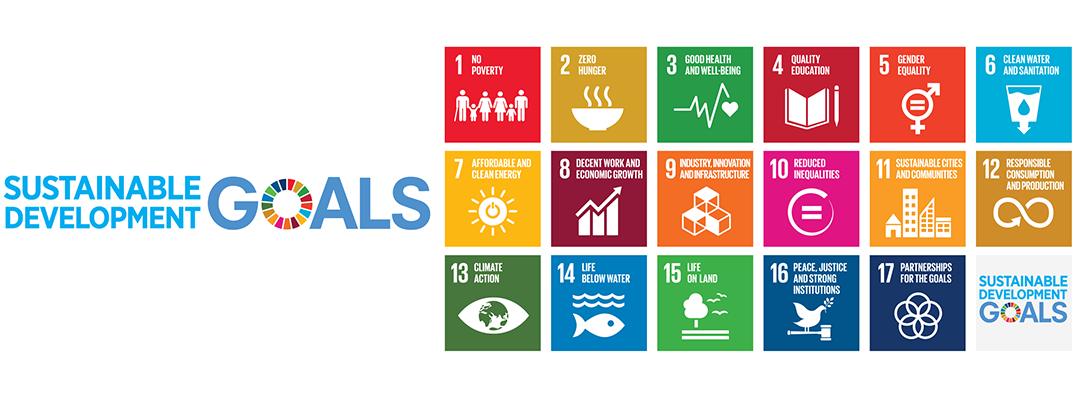 SUSTAINABLE
DEVELOPMENT
GOALS
1 NO
POVERTY
2 ZERO
HUNGER
3 GOOD HEALTH
AND WELL-BEING
4 QUALITY
EDUCATION
5 GENDER
EQUALITY
6 CLEAN WATER
AND SANITATION
7 AFFORDABLE AND
CLEAN ENERGY
8 DECENT WORK AND
ECONOMIC GROWTH
9 INDUSTRY, INNOVATION
AND INFRASTRUCTURE
10 REDUCED
INEQUALITIES
11 SUSTAINABLE CITIES
AND COMMUNITIES
12 RESPONSIBLE
CONSUMPTION
AND PRODUCTION
13 CLIMATE
ACTION
14 LIFE
BELOW WATER
15 LIFE
ON LAND
16 PEACE, JUSTICE
AND STRONG
INSTITUTIONS
17 PARTNERSHIPS
FOR THE GOALS
SUSTAINABLE
DEVELOPMENT
GOALS